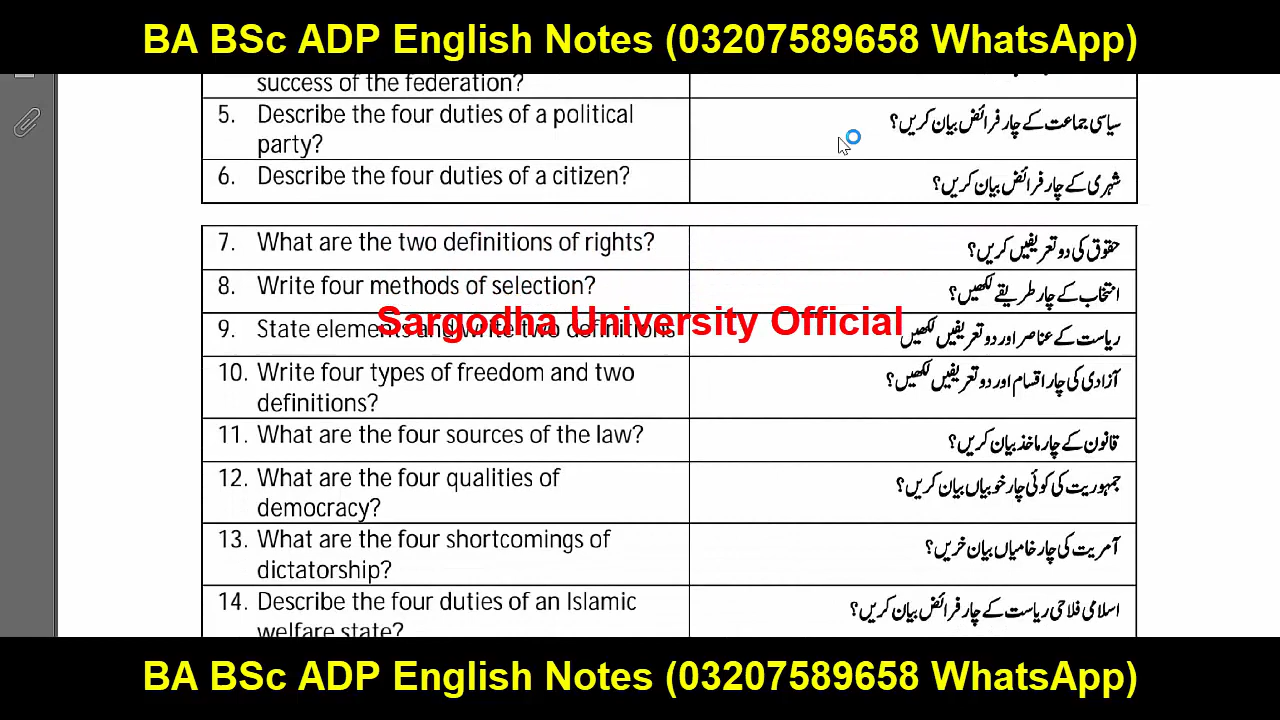 BA BSc ADP English Notes (03207589658 WhatsApp)
success of the federation?
5. Describe the four duties of a political
party?
سیاسی جماعت کے چار فرائض بیان کریں؟
6. Describe the four duties of a citizen?
شہری کے چار فرائض بیان کریں؟
7. What are the two definitions of rights?
حقوق کی دو تعریفیں کریں؟
8. Write four methods of selection?
انتخاب کے چار طریقے لکھیں؟
Sargodha University Official
9. State elements and write two definitions
ریاست کے عناصر اور دو تعریفیں لکھیں
10. Write four types of freedom and two
definitions?
آزادی کی چار اقسام اور دو تعریفیں لکھیں؟
11. What are the four sources of the law?
قانون کے چار ماخذ بیان کریں؟
12. What are the four qualities of
democracy?
جمہوریت کی کوئی چار خوبیاں بیان کریں؟
13. What are the four shortcomings of
dictatorship?
آمریت کی چار خامیاں بیان خریں؟
14. Describe the four duties of an Islamic
welfare state?
اسلامی فلاحی ریاست کے چار فرائض بیان کریں؟
BA BSc ADP English Notes (03207589658 WhatsApp)